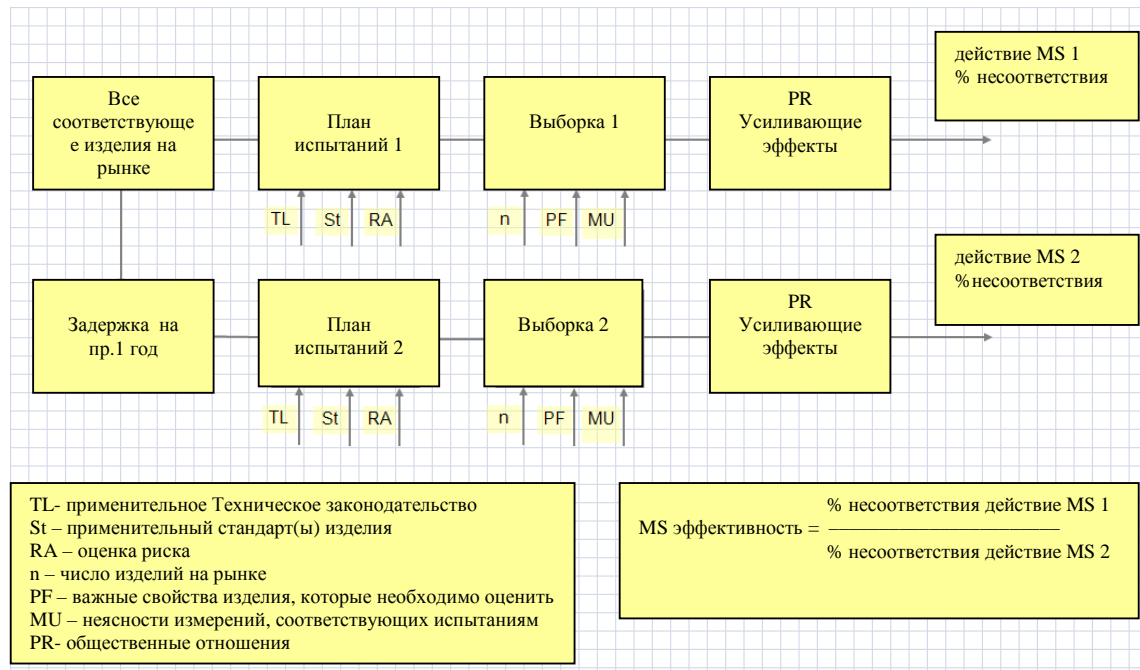 действие MS 1
% несоответствия
Все
соответствующе
е изделия на
рынке
План
испытаний 1
Выборка 1
PR
Усиливающие
эффекты
TL
St
RA
n
PF
MU
действие MS 2
%несоответствия
Задержка на
пр.1 год
План
испытаний 2
Выборка 2
PR
Усиливающие
эффекты
TL
St
RA
n
PF
MU
TL- применительное Техническое законодательство
St – применительный стандарт(ы) изделия
RA – оценка риска
n – число изделий на рынке
PF – важные свойства изделия, которые необходимо оценить
MU – неясности измерений, соответствующих испытаниям
PR- общественные отношения
% несоответствия действие MS 1
MS эффективность =
% несоответствия действие MS 2